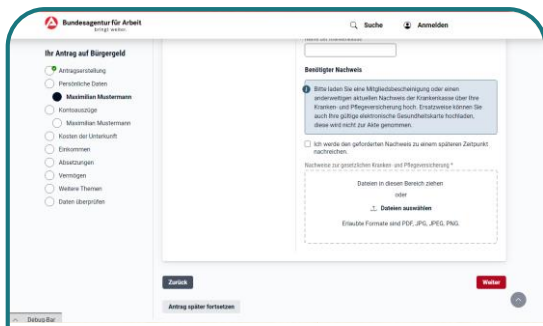 Bundesagentur für Arbeit
bringt weiter.
Suche
Anmelden
Ihr Antrag auf Bürgergeld
Antragserstellung
Persönliche Daten
Maximilian Mustermann
Kontoauszüge
Maximilian Mustermann
Kosten der Unterkunft
Einkommen
Absetzungen
Vermögen
Weitere Themen
Daten überprüfen
Benötigter Nachweis
Bitte laden Sie eine Mitgliedsbescheinigung oder einen
anderweitigen aktuellen Nachweis der Krankenkasse über Ihre
Kranken- und Pflegeversicherung hoch. Ersatzweise können Sie
auch Ihre gültige elektronische Gesundheitskarte hochladen,
diese wird nicht zur Akte genommen.
Ich werde den geforderten Nachweis zu einem späteren Zeitpunkt
nachreichen.
Nachweise zur gesetzlichen Kranken- und Pflegeversicherung *
Dateien in diesen Bereich ziehen
oder
Dateien auswählen
Erlaubte Formate sind PDF, JPG, JPEG, PNG.
Zurück
Weiter
Antrag später fortsetzen
Debug-Bar